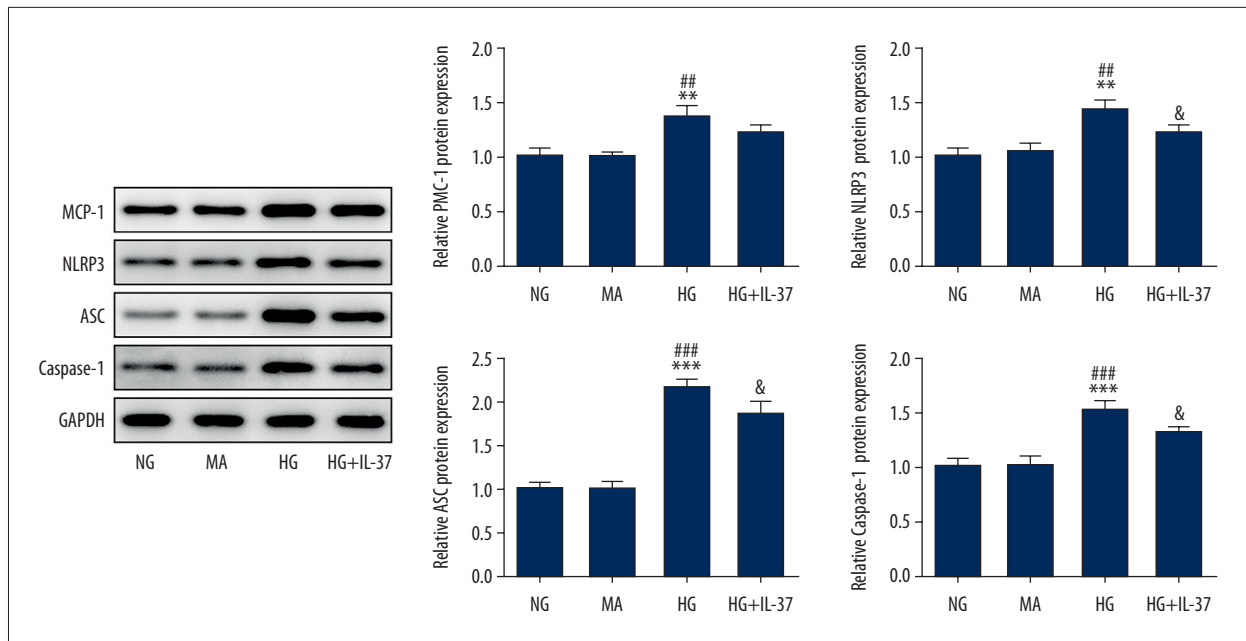 MCP-1
NLRP3
ASC
Caspase-1
GAPDH
NG MA HG HG+IL-37
Relative PMC-1 protein expression
2.0
1.5
1.0
0.5
0.0
##
**
NG MA HG HG+IL-37
Relative NLRP3 protein expression
2.0
1.5
1.0
0.5
0.0
##
**
&
NG MA HG HG+IL-37
Relative ASC protein expression
2.5
2.0
1.5
1.0
0.5
0.0
###
***
&
NG MA HG HG+IL-37
Relative Caspase-1 protein expression
2.0
1.5
1.0
0.5
0.0
###
***
&
NG MA HG HG+IL-37